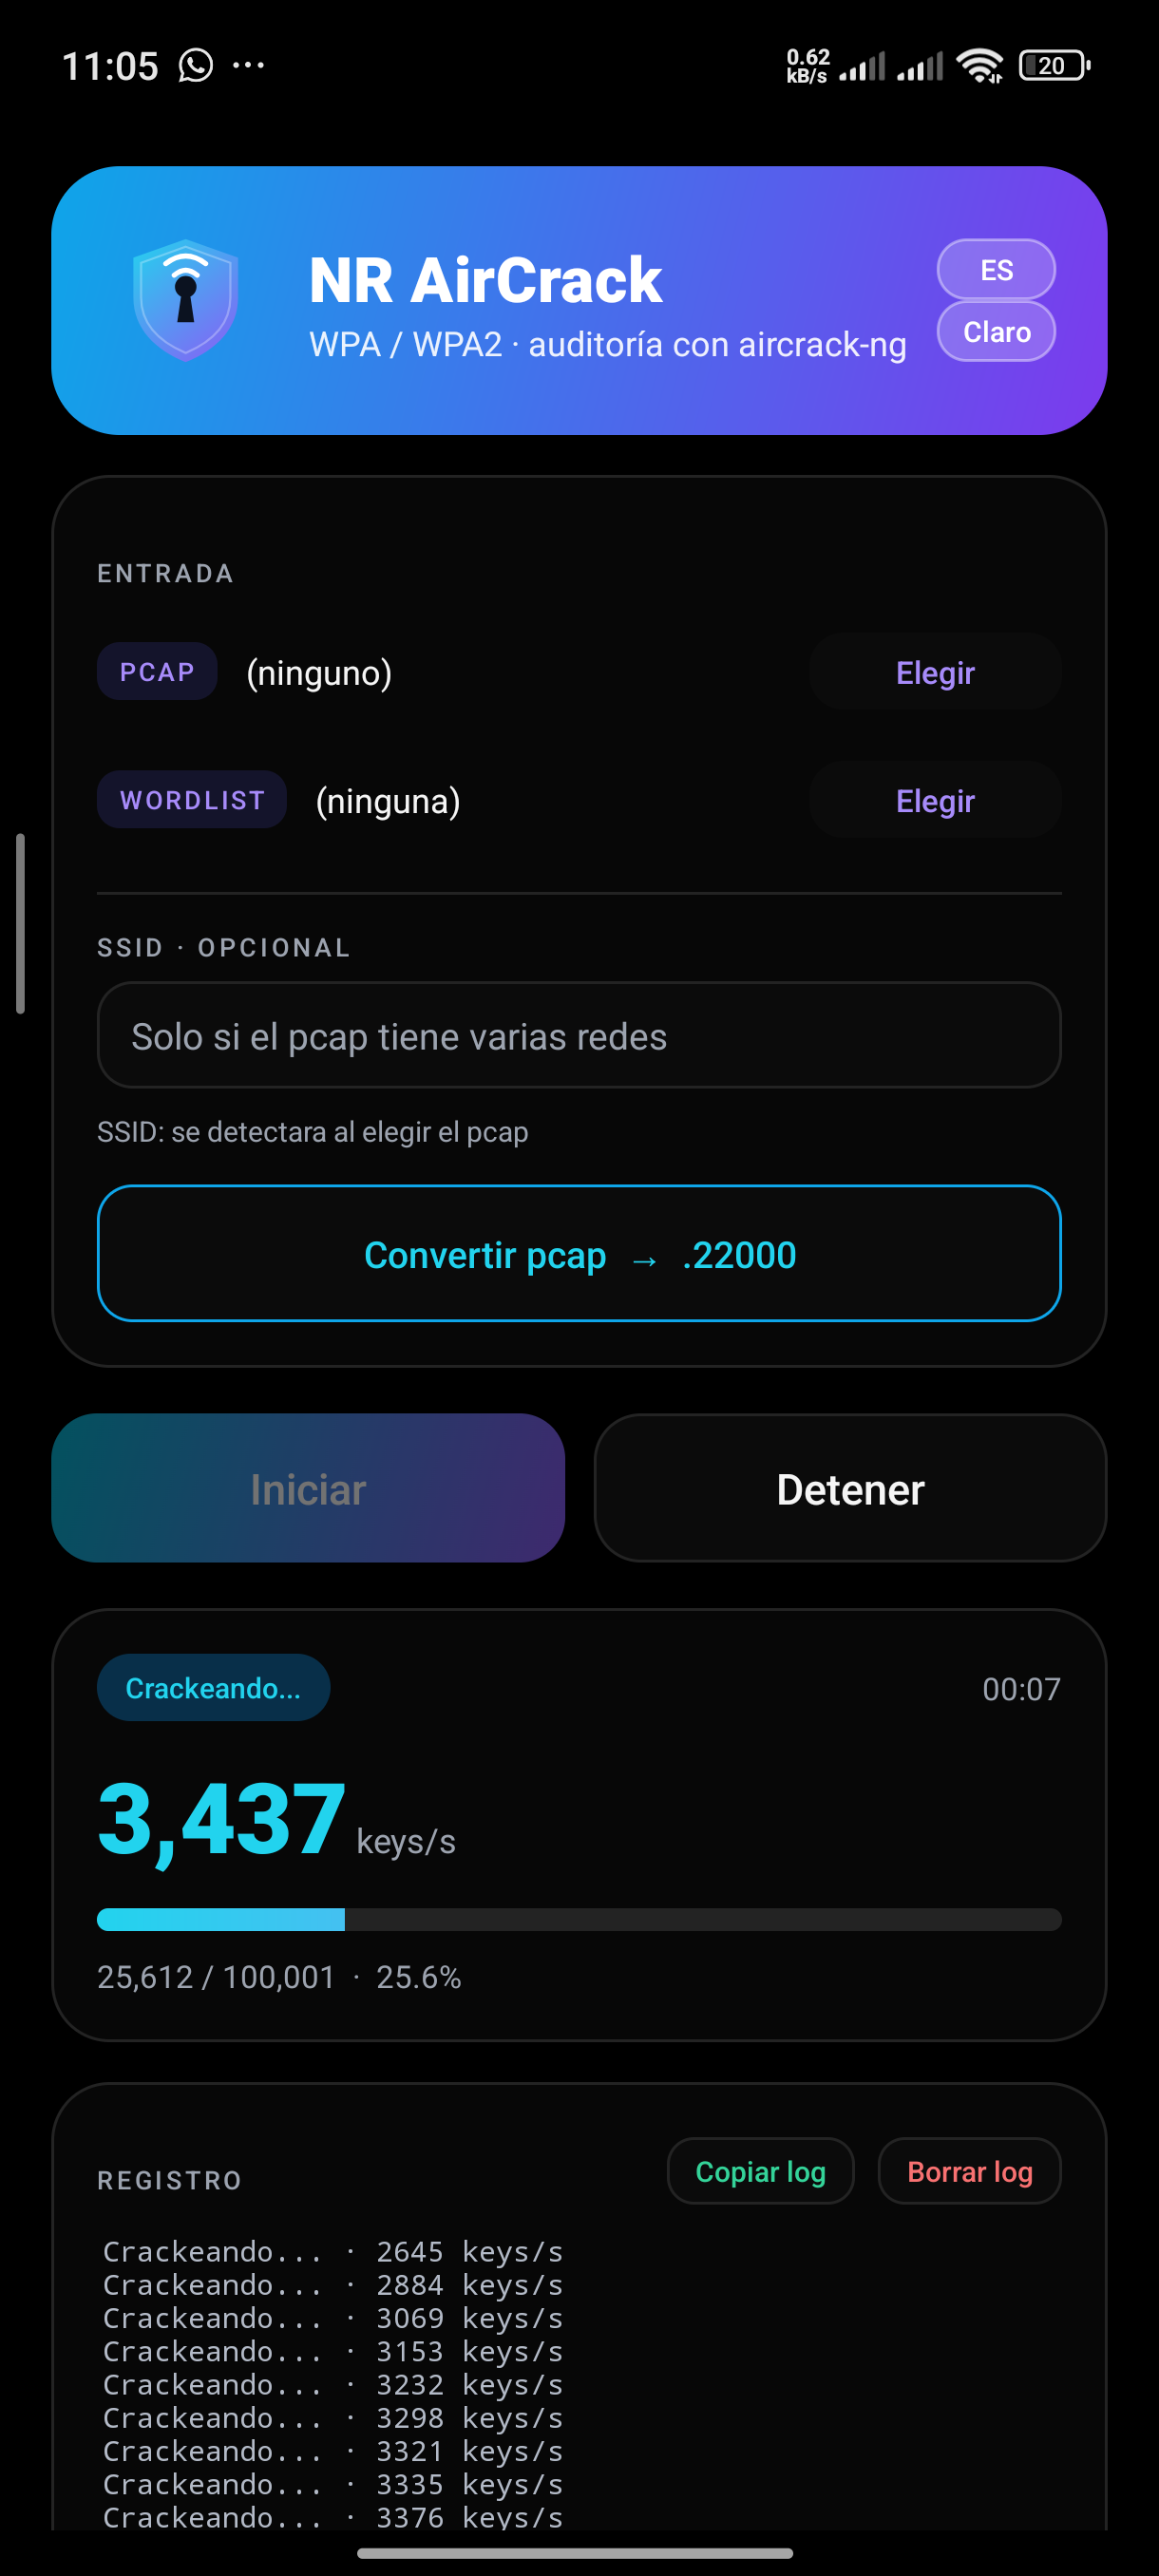 11:05 ...
0.62
kB/s
20
NR AirCrack
WPA / WPA2 · auditoría con aircrack-ng
ES
Claro
ENTRADA
PCAP (ninguno) Elegir
WORDLIST (ninguna) Elegir
SSID · OPCIONAL
Solo si el pcap tiene varias redes
SSID: se detectara al elegir el pcap
Convertir pcap → .22000
Iniciar Detener
Crackeando... 00:07
3,437 keys/s
25,612 / 100,001 · 25.6%
REGISTRO Copiar log Borrar log
Crackeando... · 2645 keys/s
Crackeando... · 2884 keys/s
Crackeando... · 3069 keys/s
Crackeando... · 3153 keys/s
Crackeando... · 3232 keys/s
Crackeando... · 3298 keys/s
Crackeando... · 3321 keys/s
Crackeando... · 3335 keys/s
Crackeando... · 3376 keys/s